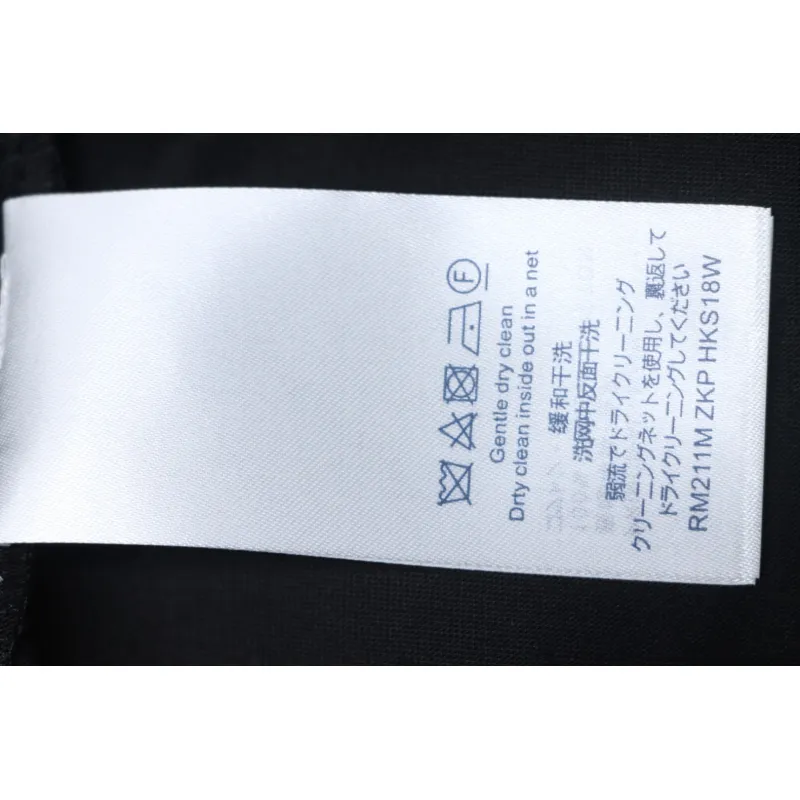 F
Gentle dry clean
Drty clean inside out in a net
缓和干洗
洗网中反面干洗
弱流でドライクリーニング
クリーニングネットを使用し、裏返して
ドライクリーニングしてください
RM211M ZKP HKS18W